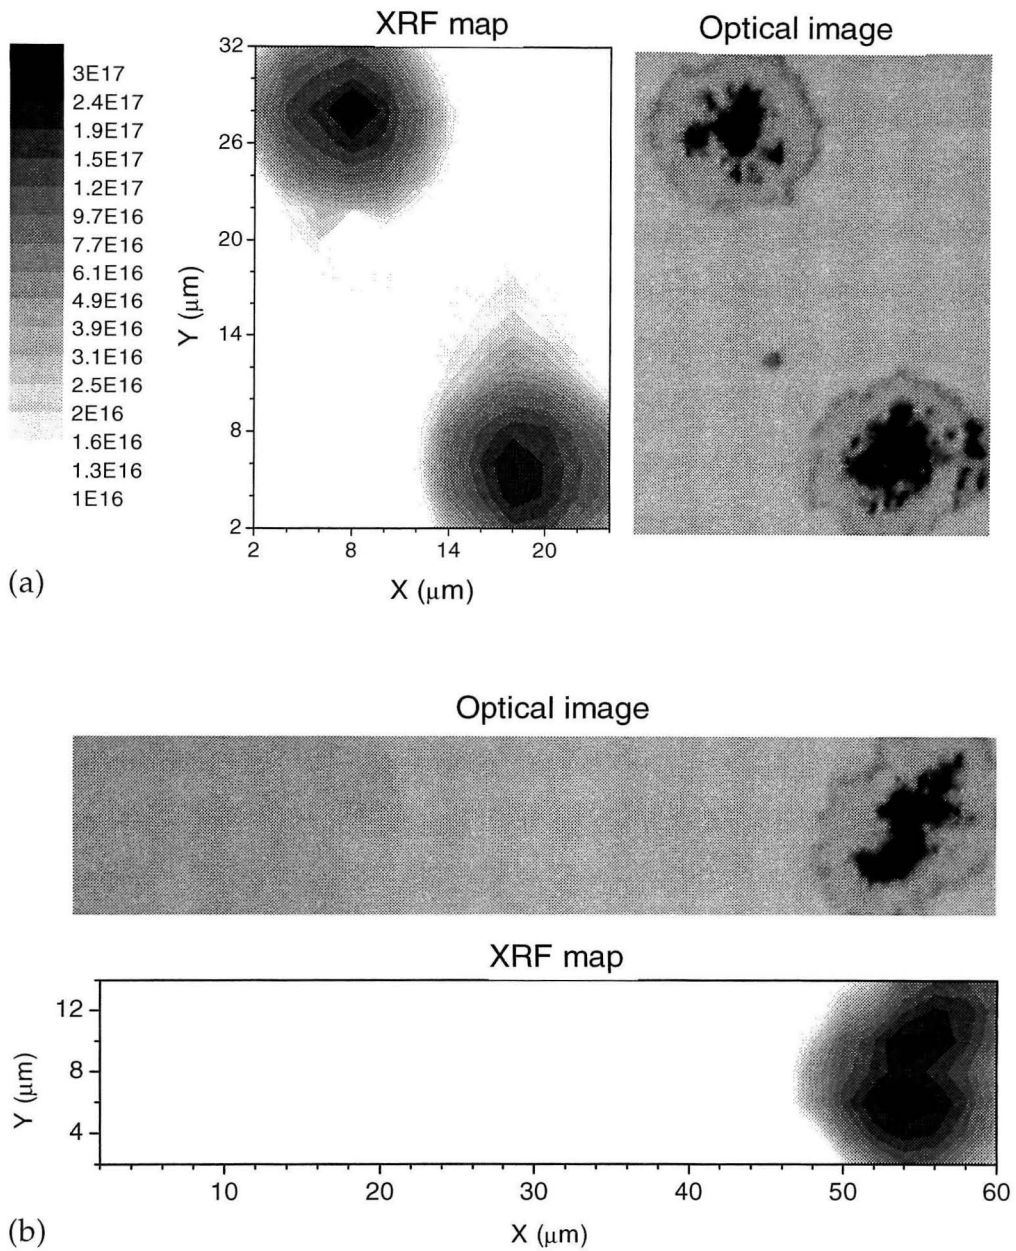 XRF map
Optical image
3E17
2.4E17
1.9E17
1.5E17
1.2E17
9.7E16
7.7E16
6.1E16
4.9E16
3.9E16
3.1E16
2.5E16
2E16
1.6E16
1.3E16
1E16
32
26
20
14
8
2
Y (μm)
2 8 14 20
X (μm)
(a)
Optical image
XRF map
12
8
4
Y (μm)
10 20 30 40 50 60
X (μm)
(b)